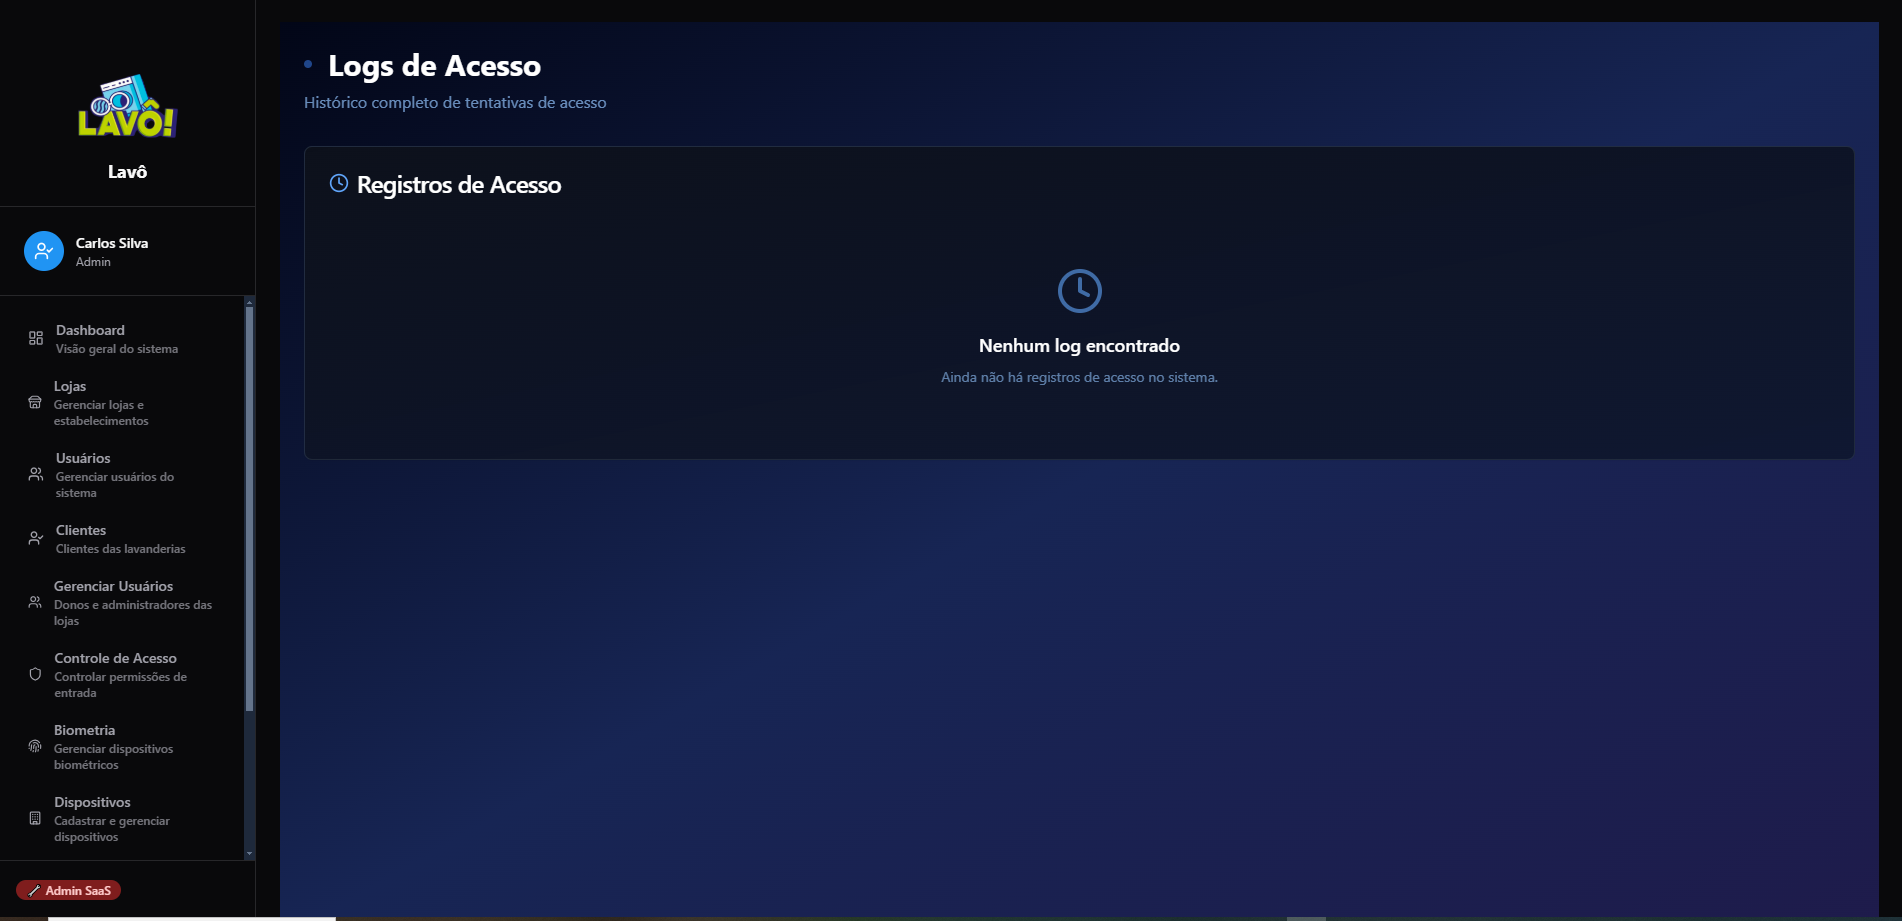 LAVÔ!
Lavô
Carlos Silva
Admin
Dashboard
Visão geral do sistema
Lojas
Gerenciar lojas e
estabelecimentos
Usuários
Gerenciar usuários do
sistema
Clientes
Clientes das lavanderias
Gerenciar Usuários
Donos e administradores das
lojas
Controle de Acesso
Controlar permissões de
entrada
Biometria
Gerenciar dispositivos
biométricos
Dispositivos
Cadastrar e gerenciar
dispositivos
Admin SaaS
Logs de Acesso
Histórico completo de tentativas de acesso
Registros de Acesso
Nenhum log encontrado
Ainda não há registros de acesso no sistema.